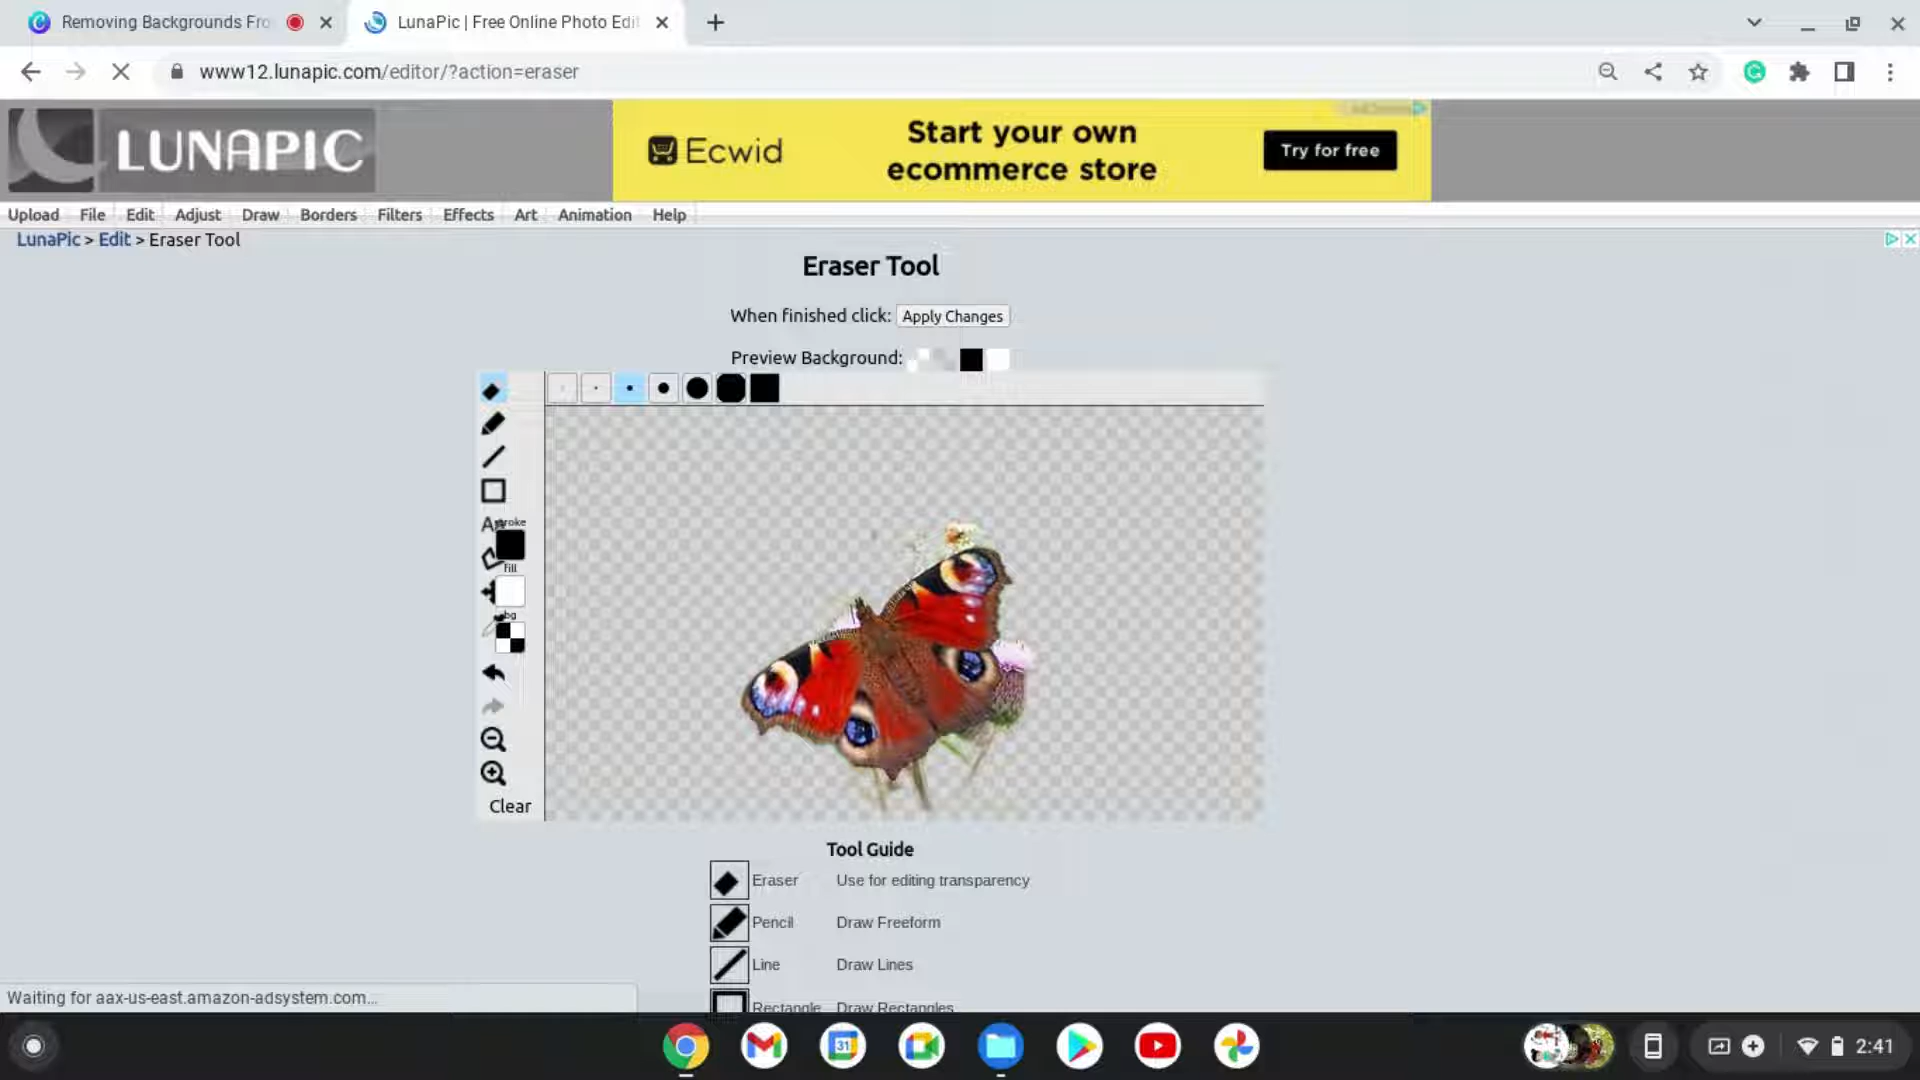 Removing Backgrounds Fro
LunaPic | Free Online Photo Edit
www12.lunapic.com/editor/?action=eraser
LUNAPIC
Ecwid
Start your own
ecommerce store
Try for free
Upload File Edit Adjust Draw Borders Filters Effects Art Animation Help
LunaPic > Edit > Eraser Tool
Eraser Tool
When finished click: Apply Changes
Preview Background:
fill
bg
Clear
Tool Guide
Eraser Use for editing transparency
Pencil Draw Freeform
Line Draw Lines
Rectangle Draw Rectangles
Waiting for aax-us-east.amazon-adsystem.com...
31
2:41